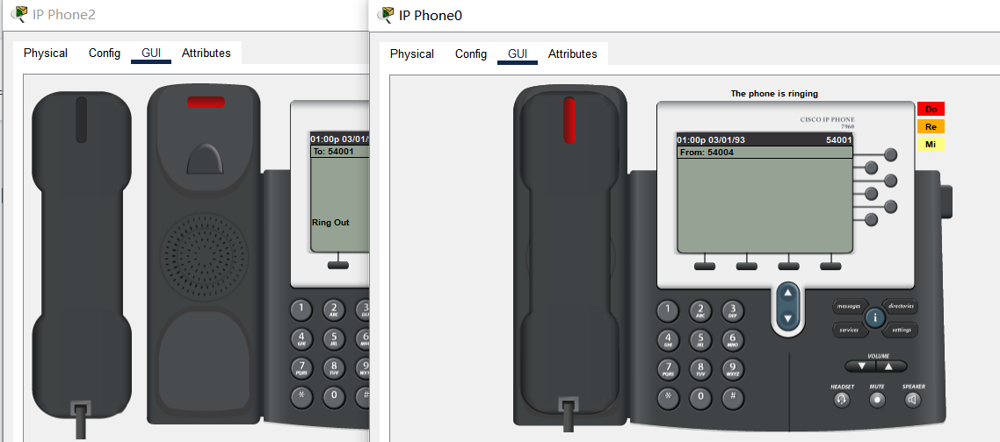 IP Phone2
Physical Config GUI Attributes
01:00p 03/01/9
To: 54001
Ring Out
1 2 ABC 3 DEF
4 GHI 5 JKL 6 MNO
7 PQRS 8 TUV 9 WXY
* 0 #
IP Phone0
Physical Config GUI Attributes
The phone is ringing
CISCO IP PHONE
7960
01:00p 03/01/93 54001
From: 54004
Do
Re
Mi
1 2 ABC 3 DEF
4 GHI 5 JKL 6 MNO
7 PQRS 8 TUV 9 WXYZ
* 0 #
messages directories
i
services settings
VOLUME
HEADSET MUTE SPEAKER